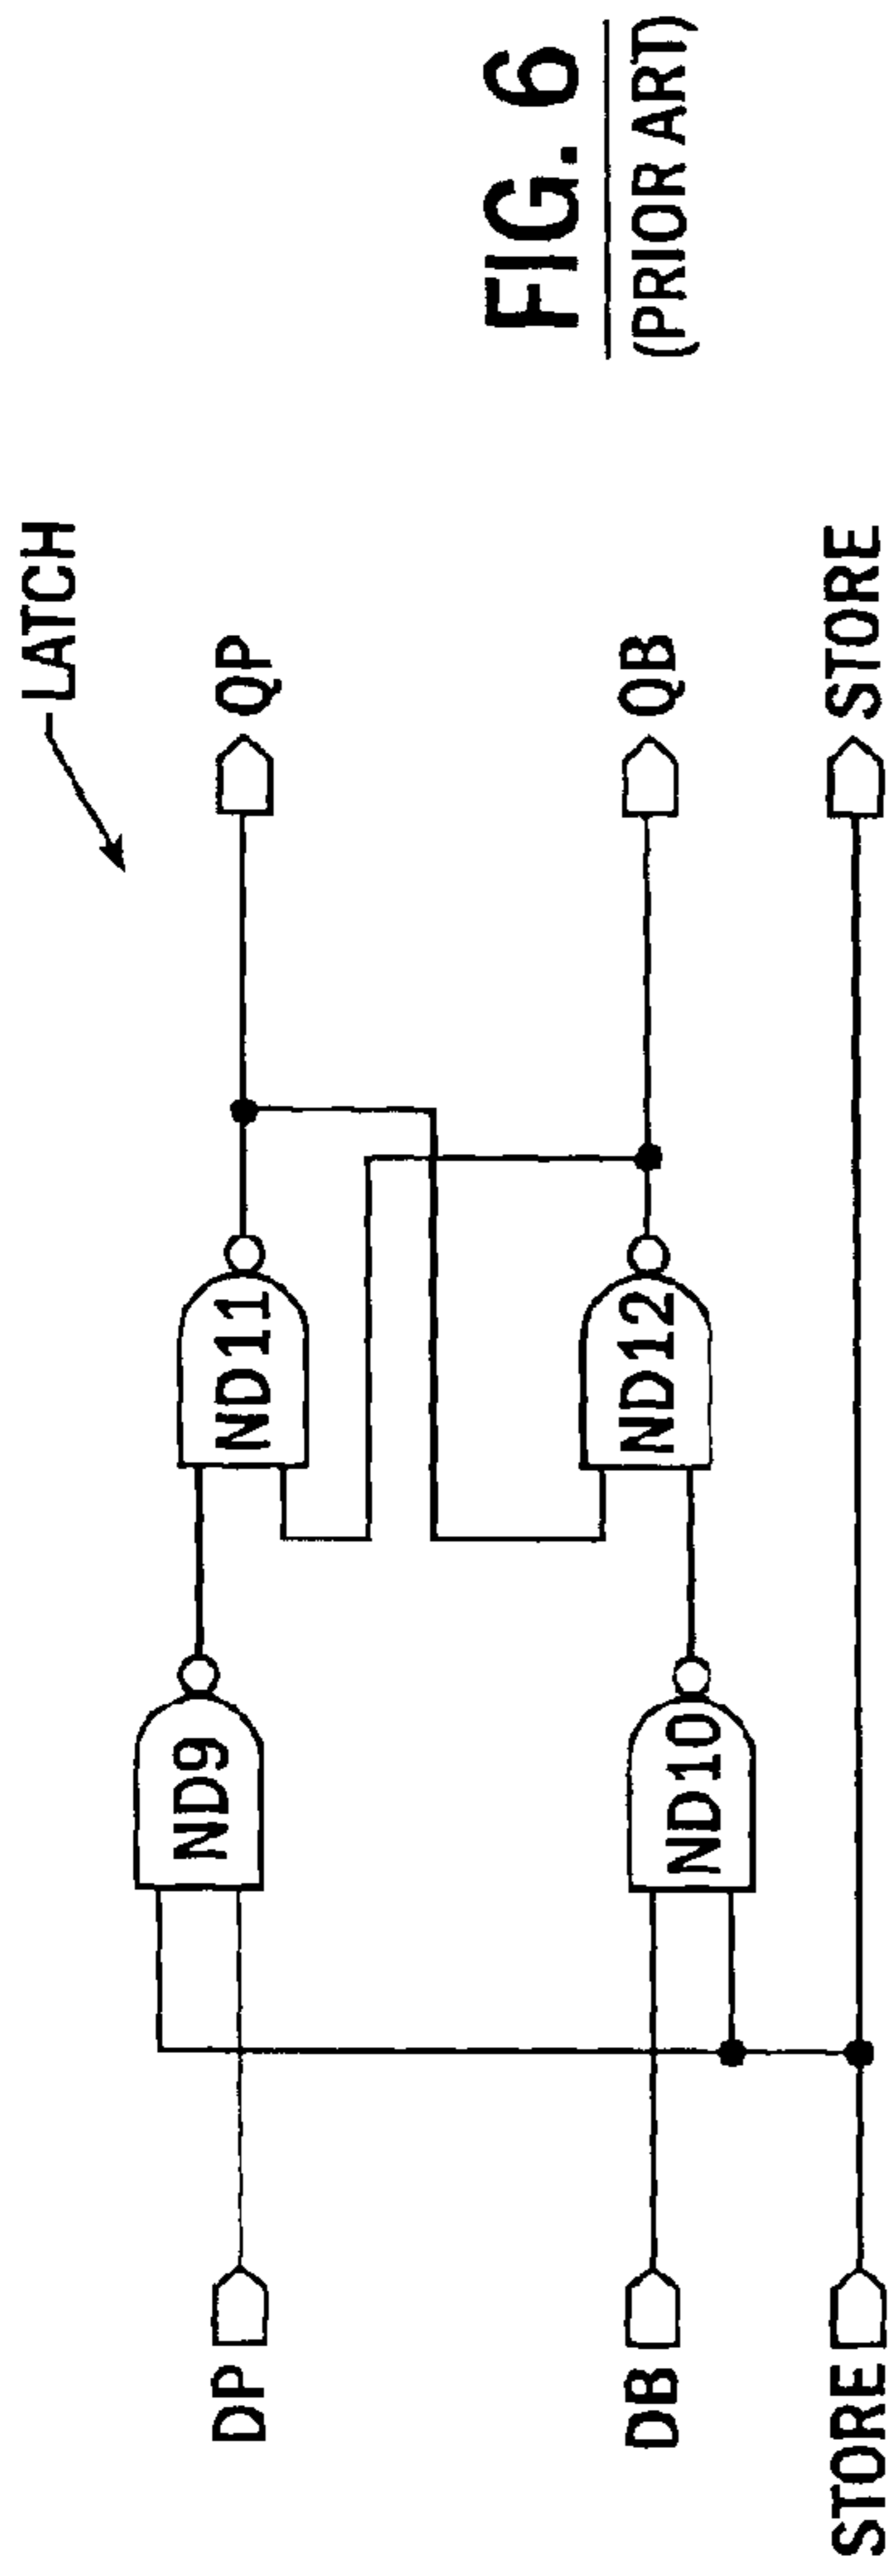 LATCH
DP
ND9
ND11
QP
DB
ND10
ND12
QB
STORE
STORE
FIG. 6
(PRIOR ART)